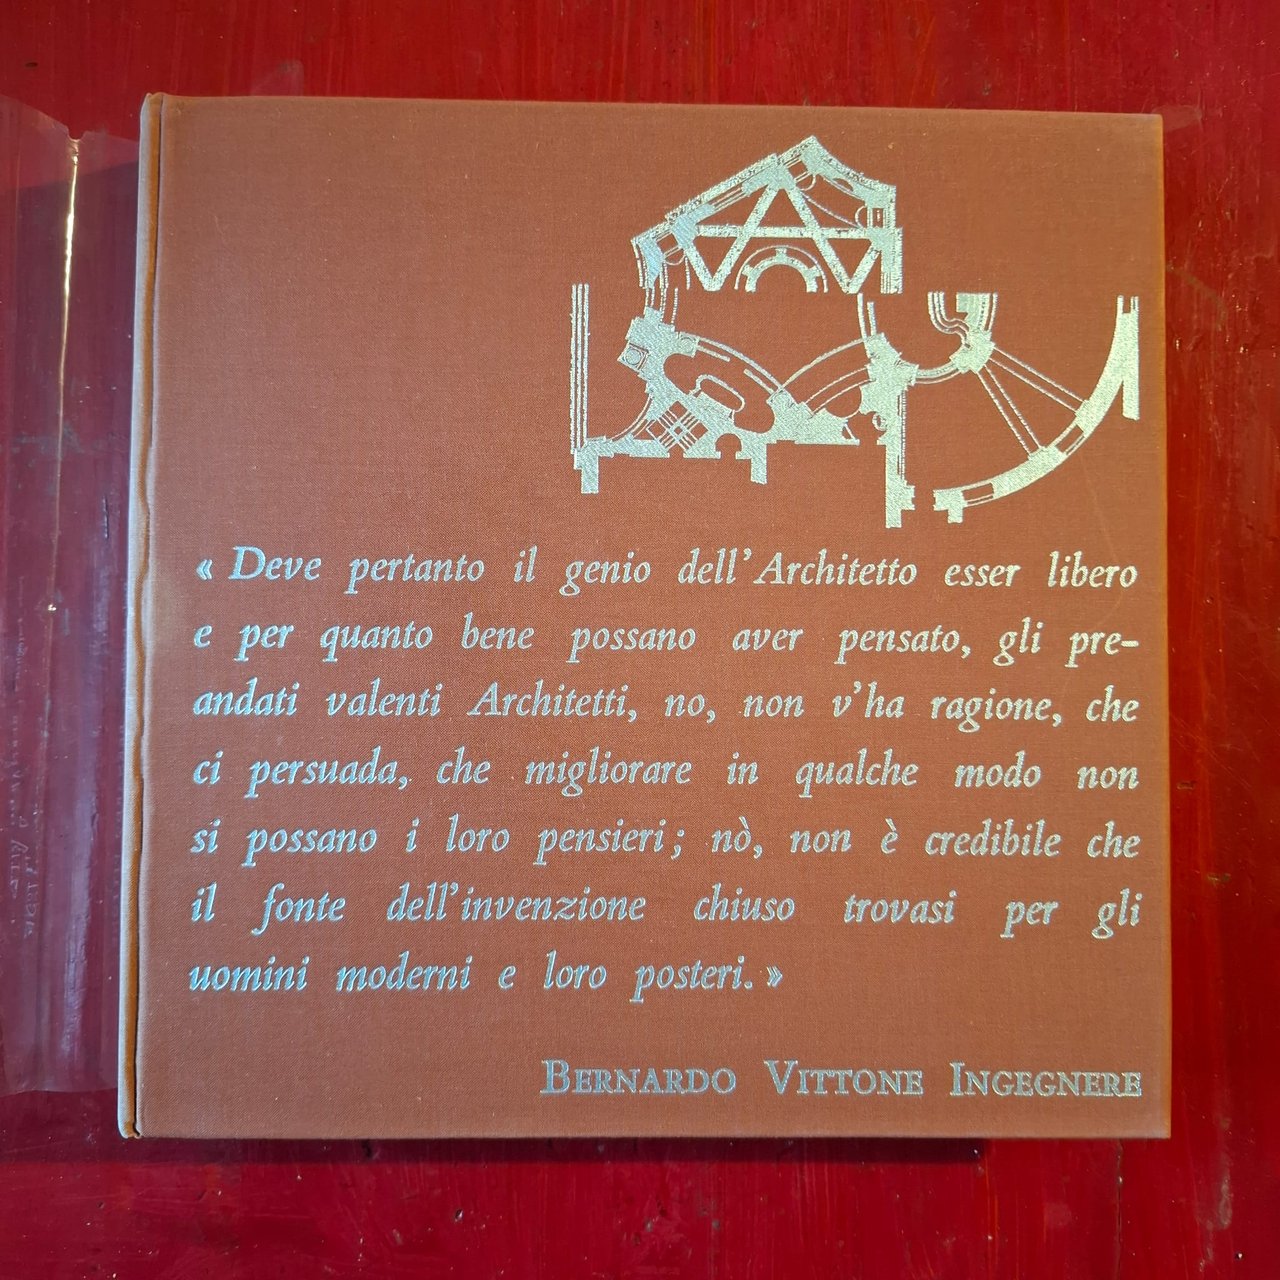 « Deve pertanto il genio dell'Architetto esser libero
e per quanto bene possano aver pensato, gli pre-
andati valenti Architetti, no, non v'ha ragione, che
ci persuada, che migliorare in qualche modo non
si possano i loro pensieri; nò, non è credibile che
il fonte dell'invenzione chiuso trovasi per gli
uomini moderni e loro posteri. »
BERNARDO VITTONE INGEGNERE